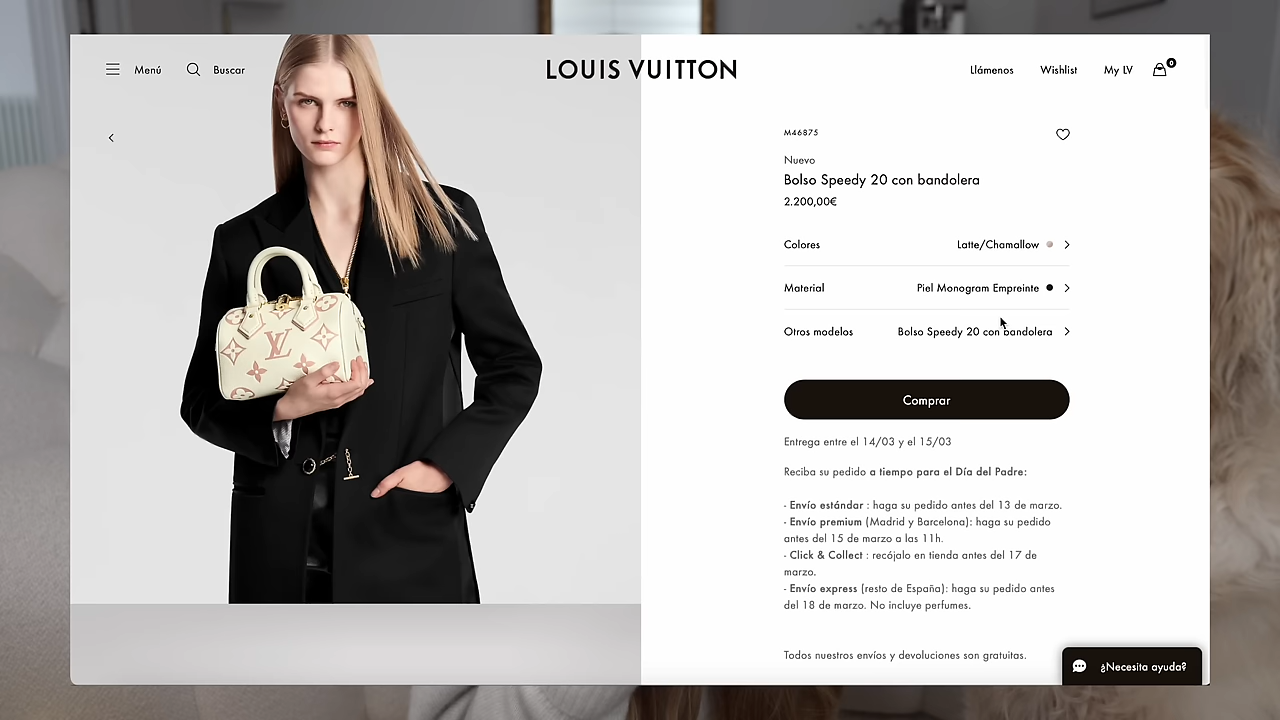 Menú
Buscar
LOUIS VUITTON
Llámenos
Wishlist
My LV
0
M46875
Nuevo
Bolso Speedy 20 con bandolera
2.200,00€
Colores
Latte/Chamallow
Material
Piel Monogram Empreinte
Otros modelos
Bolso Speedy 20 con bandolera
Comprar
Entrega entre el 14/03 y el 15/03
Reciba su pedido a tiempo para el Día del Padre:
- Envío estándar : haga su pedido antes del 13 de marzo.
- Envío premium (Madrid y Barcelona): haga su pedido
antes del 15 de marzo a las 11h.
- Click & Collect : recójalo en tienda antes del 17 de
marzo.
- Envío express (resto de España): haga su pedido antes
del 18 de marzo. No incluye perfumes.
Todos nuestros envíos y devoluciones son gratuitas.
¿Necesita ayuda?
LV